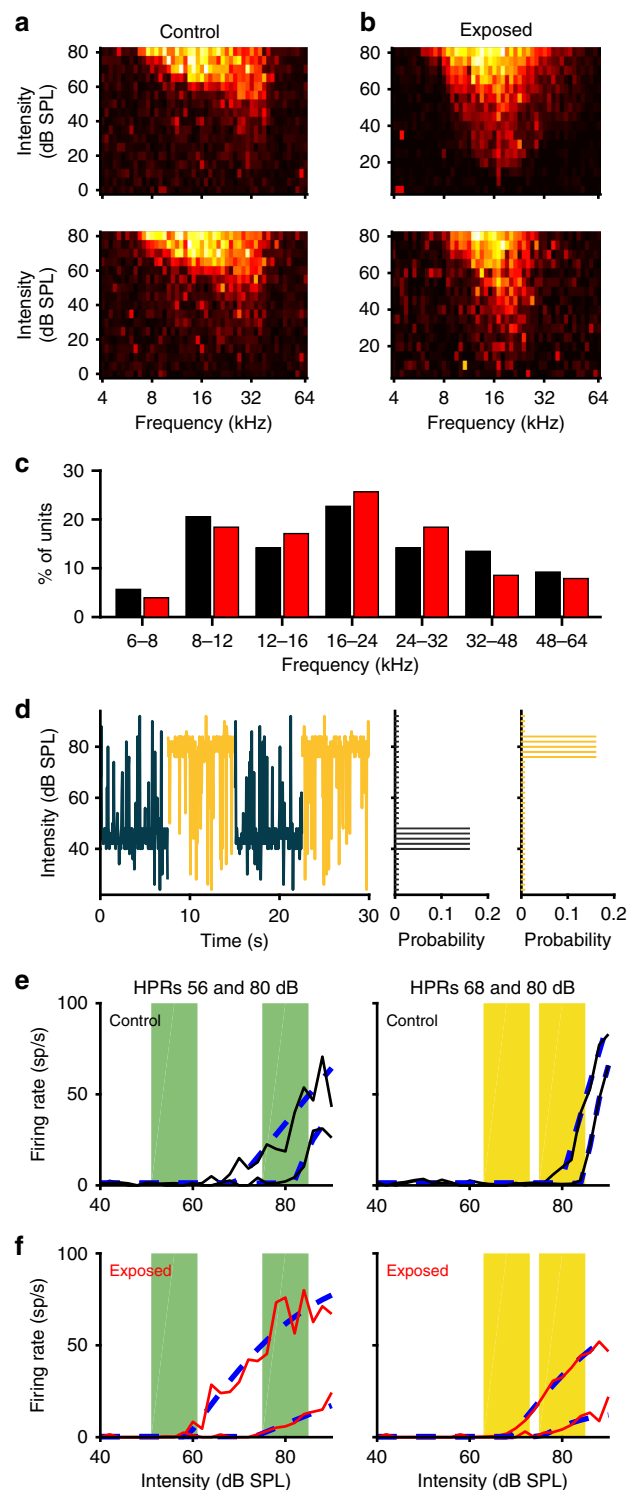 a
b
Control
Exposed
Intensity
(dB SPL)
80
60
40
20
0
80
60
40
20
Intensity
(dB SPL)
80
60
40
20
0
80
60
40
20
4 8 16 32 64
4 8 16 32 64
Frequency (kHz)
Frequency (kHz)
c
% of units
30
20
10
0
6–8 8–12 12–16 16–24 24–32 32–48 48–64
Frequency (kHz)
d
Intensity (dB SPL)
80
60
40
0 10 20 30
0 0.1 0.2
0 0.1 0.2
Time (s)
Probability
Probability
e
HPRs 56 and 80 dB
HPRs 68 and 80 dB
Firing rate (sp/s)
100
50
0
Control
Control
40 60 80
40 60 80
f
Firing rate (sp/s)
100
50
0
Exposed
Exposed
40 60 80
40 60 80
Intensity (dB SPL)
Intensity (dB SPL)